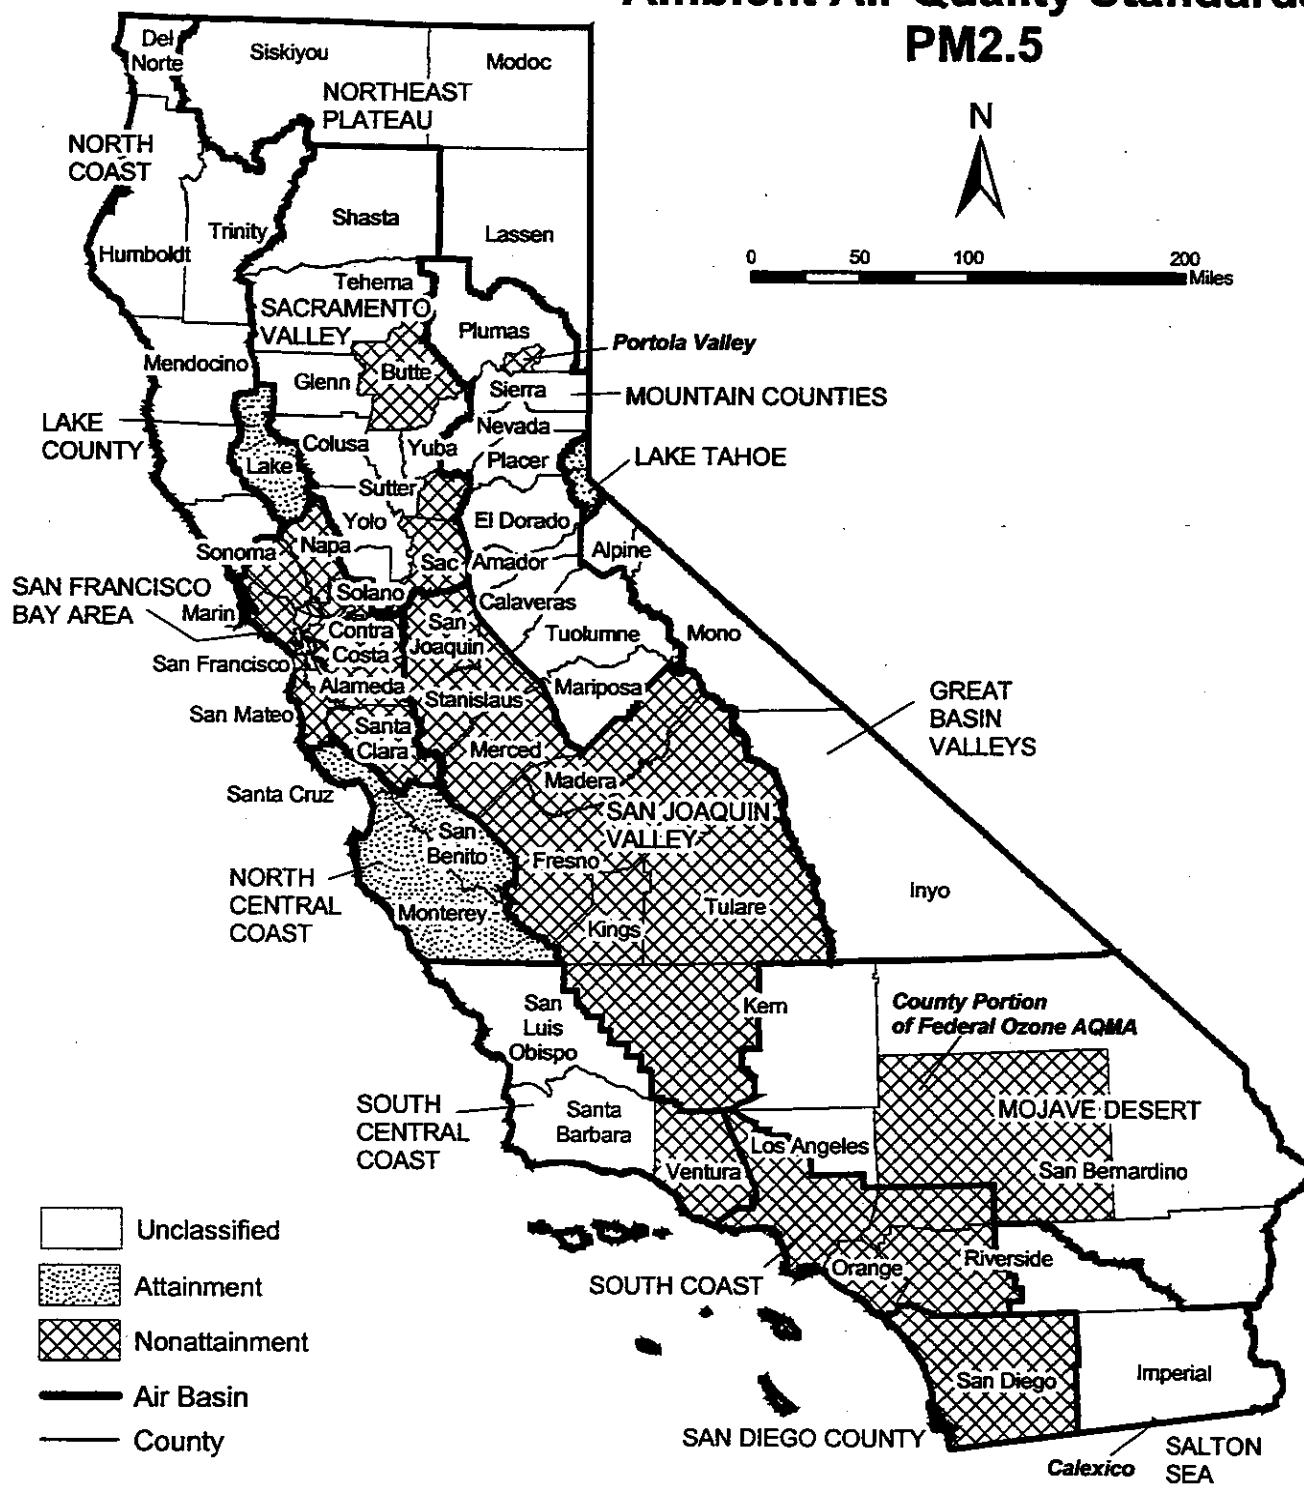 Ambient Air Quality Standards
PM2.5
N
0 50 100 200
Miles
Del
Norte
Siskiyou
Modoc
NORTHEAST
PLATEAU
NORTH
COAST
Trinity
Shasta
Humboldt
Lassen
Tehema
SACRAMENTO
VALLEY
Plumas
Portola Valley
Mendocino
Glenn
Butte
Sierra
MOUNTAIN COUNTIES
LAKE
COUNTY
Colusa
Yuba
Nevada
Placer
LAKE TAHOE
Lake
Sutter
Yolo
El Dorado
Sonoma
Napa
Sac
Amador
Alpine
SAN FRANCISCO
BAY AREA
Marin
Solano
Calaveras
Contra
Costa
San
Joaquin
Tuolumne
Mono
San Francisco
Alameda
Stanislaus
Mariposa
San Mateo
Santa
Clara
Merced
Madera
GREAT
BASIN
VALLEYS
Santa Cruz
SAN JOAQUIN
VALLEY
San
Benito
Fresno
NORTH
CENTRAL
COAST
Monterey
Kings
Tulare
Inyo
San
Luis
Obispo
Kern
County Portion
of Federal Ozone AQMA
SOUTH
CENTRAL
COAST
Santa
Barbara
Ventura
Los Angeles
MOJAVE DESERT
San Bernardino
SOUTH COAST
Orange
Riverside
San Diego
Imperial
SAN DIEGO COUNTY
Calexico
SALTON
SEA
Unclassified
Attainment
Nonattainment
Air Basin
County